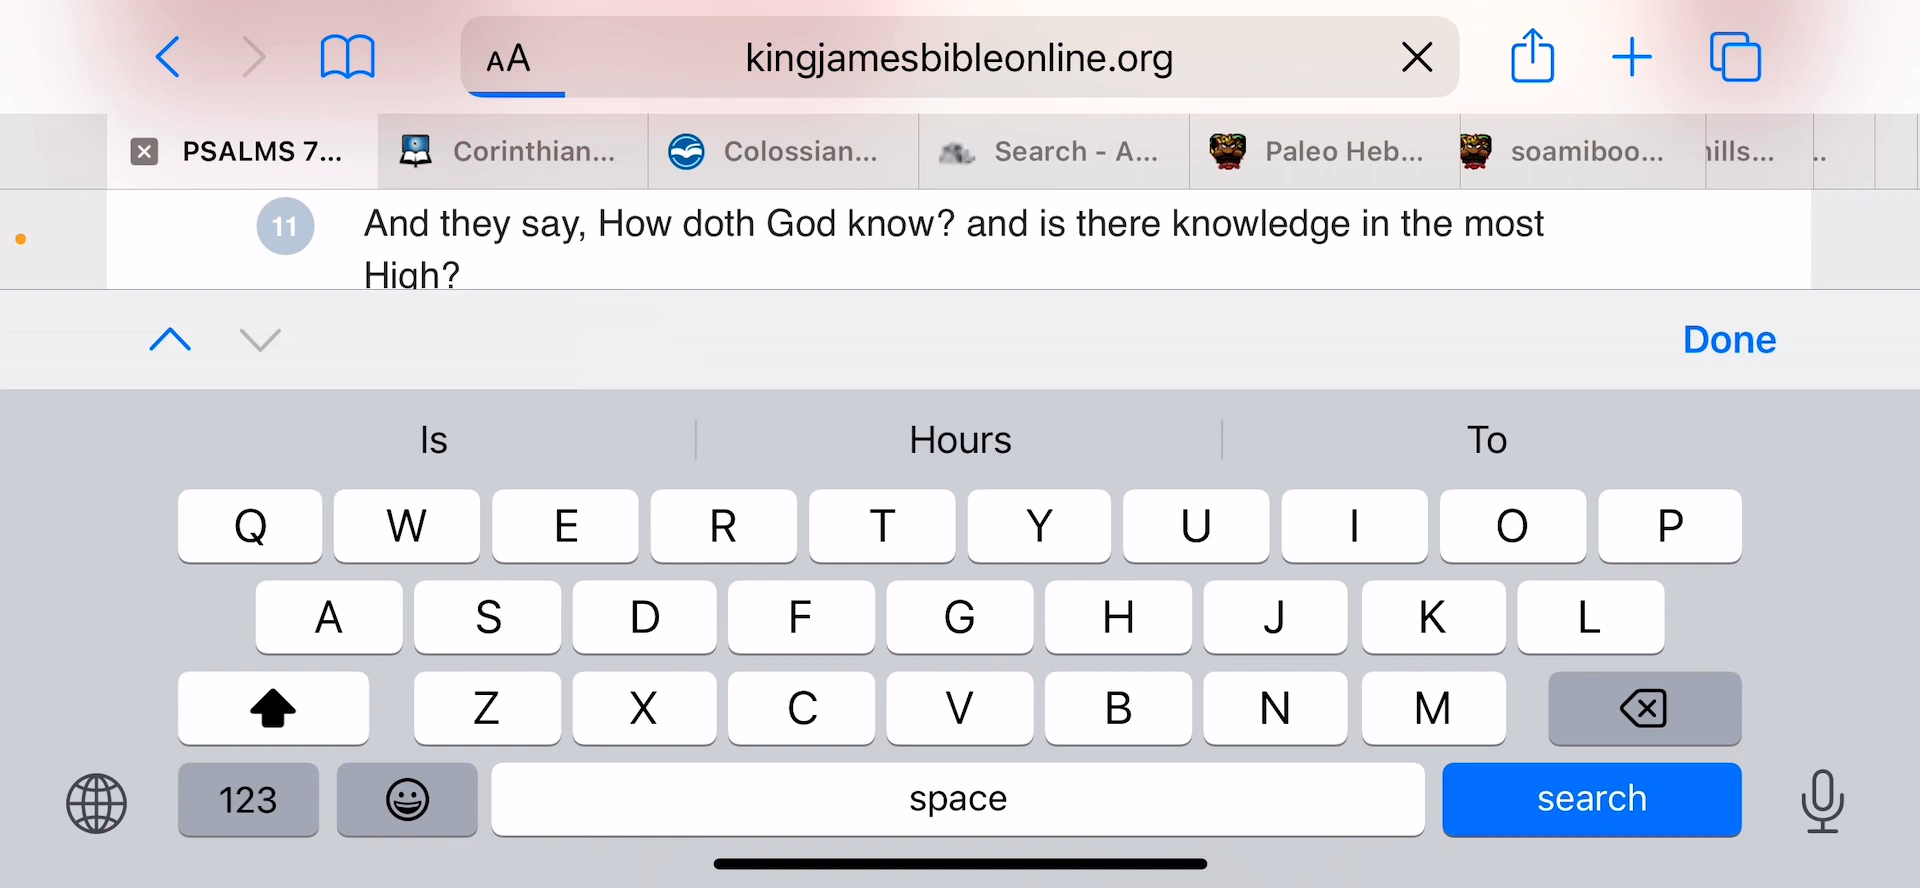 AA kingjamesbibleonline.org
PSALMS 7... Corinthian... Colossian... Search - A... Paleo Heb... soamiboo... hills... ..
11 And they say, How doth God know? and is there knowledge in the most
High?
Done
Is Hours To
Q W E R T Y U I O P
A S D F G H J K L
Z X C V B N M
123 space search